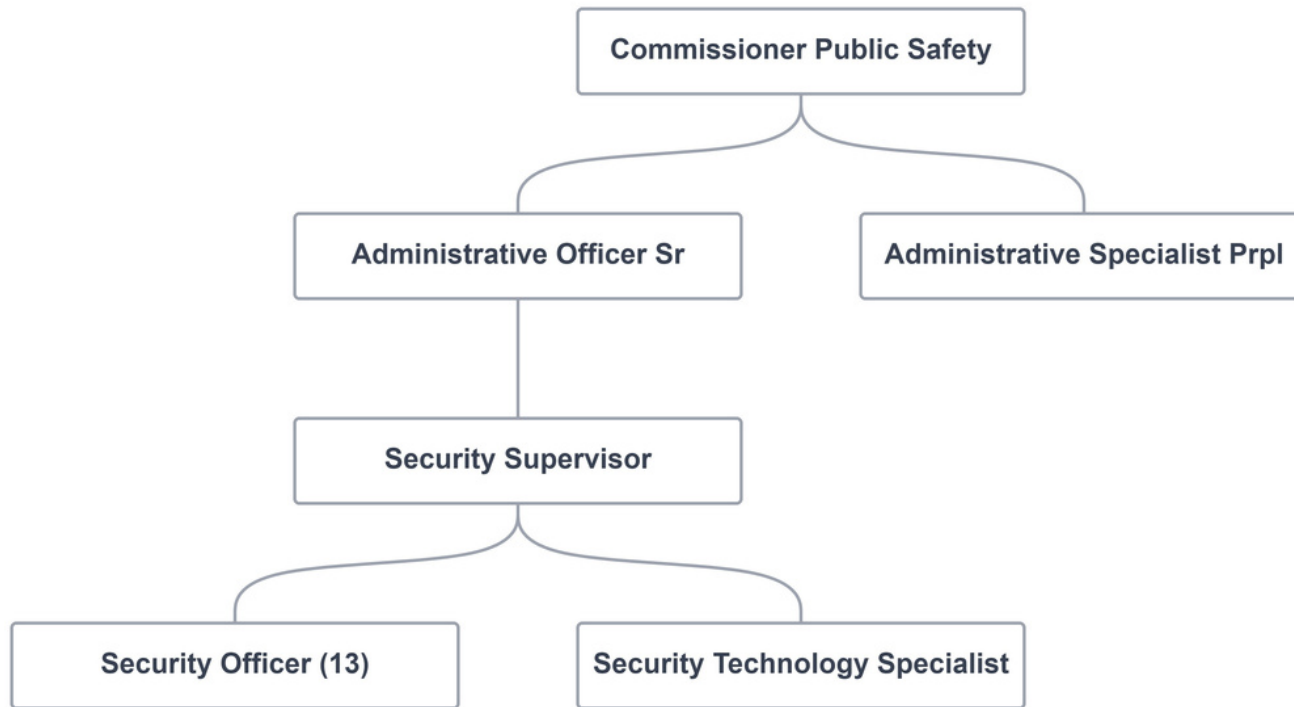 Commissioner Public Safety
Administrative Officer Sr
Administrative Specialist Prpl
Security Supervisor
Security Officer (13)
Security Technology Specialist